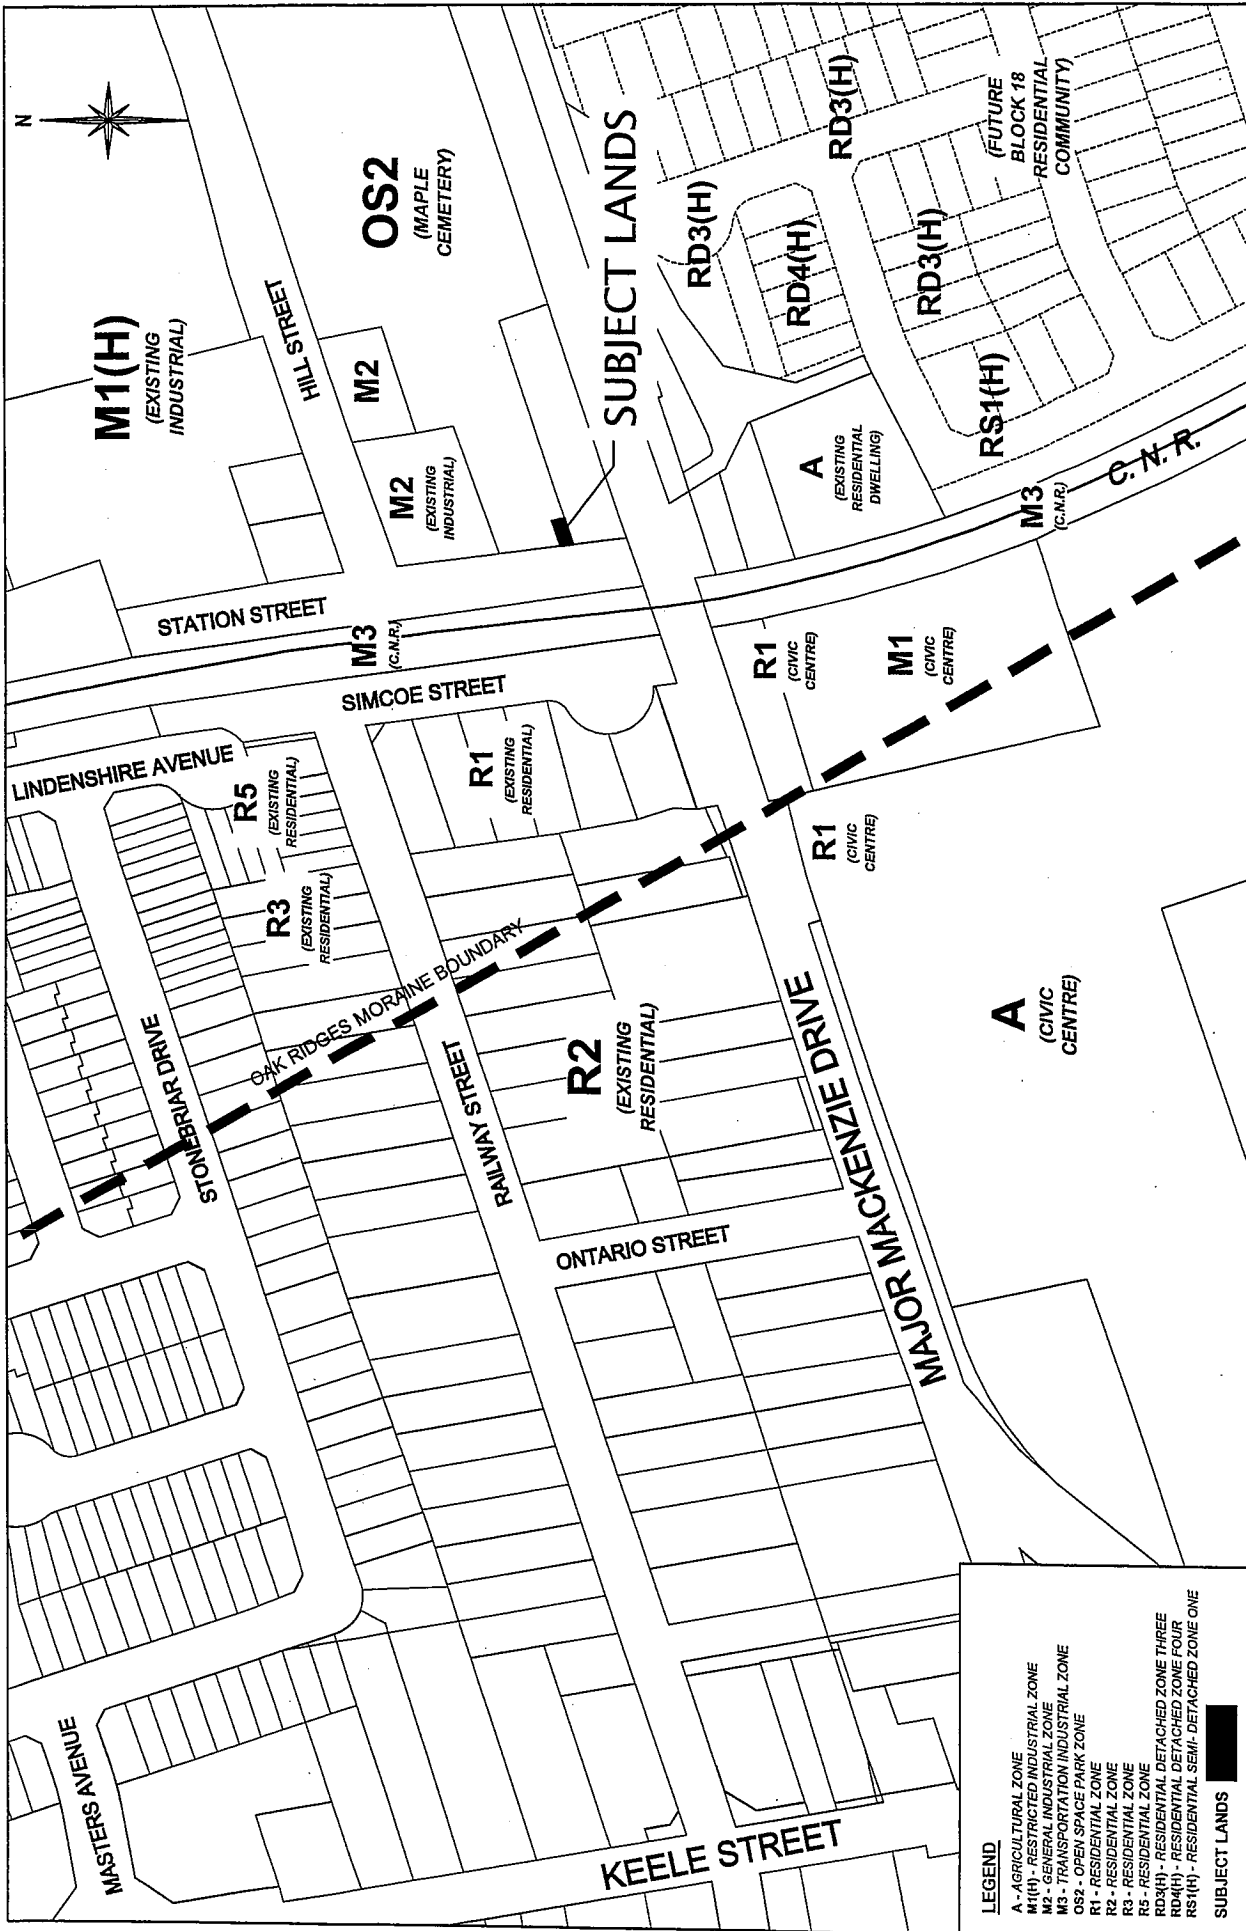 N
M1(H)
(EXISTING
INDUSTRIAL)
HILL STREET
OS2
(MAPLE
CEMETERY)
M2
M2
(EXISTING
INDUSTRIAL)
SUBJECT LANDS
RD3(H)
RD4(H)
RD3(H)
RD3(H)
(FUTURE
BLOCK 18
RESIDENTIAL
COMMUNITY)
RS1(H)
A
(EXISTING
RESIDENTIAL
DWELLING)
M3
(C.N.R.)
C. N. R.
STATION STREET
M3
(C.N.R.)
SIMCOE STREET
R1
(CIVIC
CENTRE)
M1
(CIVIC
CENTRE)
LINDENSHIRE AVENUE
R5
(EXISTING
RESIDENTIAL)
R1
(EXISTING
RESIDENTIAL)
R3
(EXISTING
RESIDENTIAL)
R1
(CIVIC
CENTRE)
OAK RIDGES MORAINE BOUNDARY
STONEBRIAR DRIVE
RAILWAY STREET
R2
(EXISTING
RESIDENTIAL)
MAJOR MACKENZIE DRIVE
A
(CIVIC
CENTRE)
ONTARIO STREET
MASTERS AVENUE
KEELE STREET
LEGEND
A - AGRICULTURAL ZONE
M1(H) - RESTRICTED INDUSTRIAL ZONE
M2 - GENERAL INDUSTRIAL ZONE
M3 - TRANSPORTATION INDUSTRIAL ZONE
OS2 - OPEN SPACE PARK ZONE
R1 - RESIDENTIAL ZONE
R2 - RESIDENTIAL ZONE
R3 - RESIDENTIAL ZONE
R5 - RESIDENTIAL ZONE
RD3(H) - RESIDENTIAL DETACHED ZONE THREE
RD4(H) - RESIDENTIAL DETACHED ZONE FOUR
RS1(H) - RESIDENTIAL SEMI- DETACHED ZONE ONE
SUBJECT LANDS